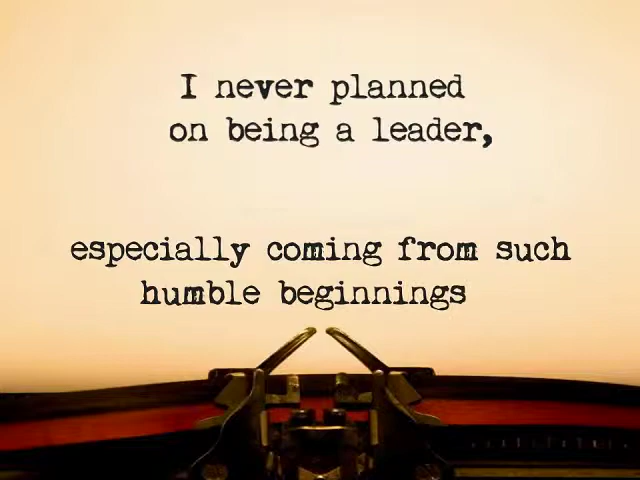 I never planned
on being a leader,
especially coming from such
humble beginnings